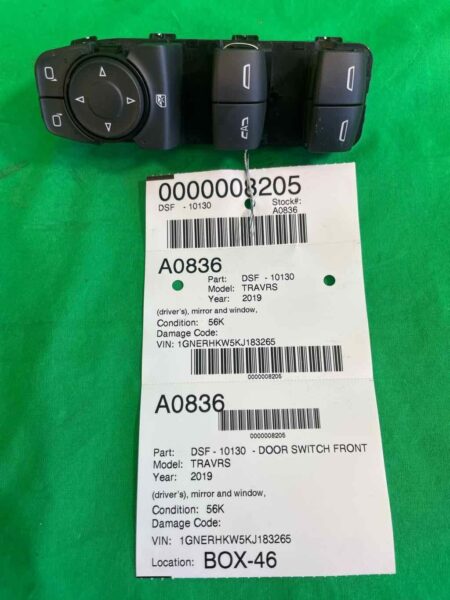 0000008205
DSF - 10130
Stock#:
A0836
A0836
Part: DSF - 10130
Model: TRAVRS
Year: 2019
(driver's), mirror and window,
Condition: 56K
Damage Code:
VIN: 1GNERHKW5KJ183265
0000008205
A0836
0000008205
Part: DSF - 10130 - DOOR SWITCH FRONT
Model: TRAVRS
Year: 2019
(driver's), mirror and window,
Condition: 56K
Damage Code:
VIN: 1GNERHKW5KJ183265
Location: BOX-46